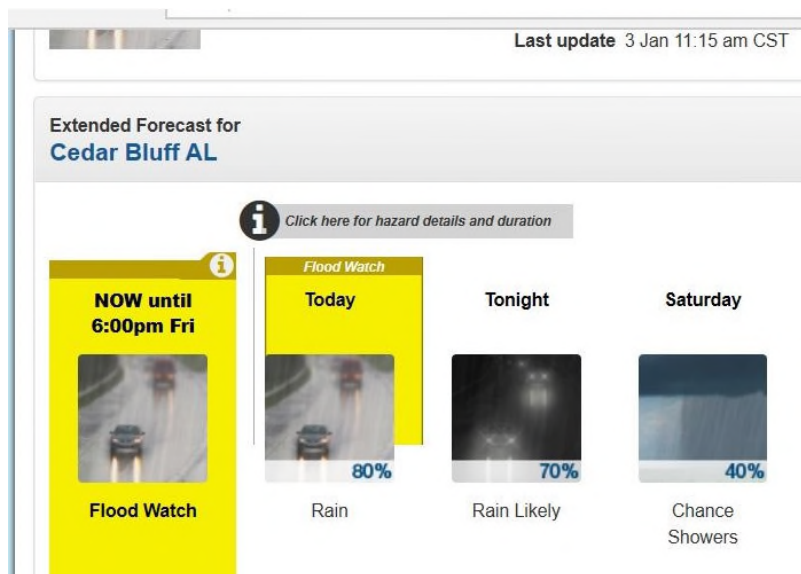 Last update 3 Jan 11:15 am CST
Extended Forecast for
Cedar Bluff AL
Click here for hazard details and duration
Flood Watch
NOW until
6:00pm Fri
Today
Tonight
Saturday
80%
70%
40%
Flood Watch
Rain
Rain Likely
Chance
Showers